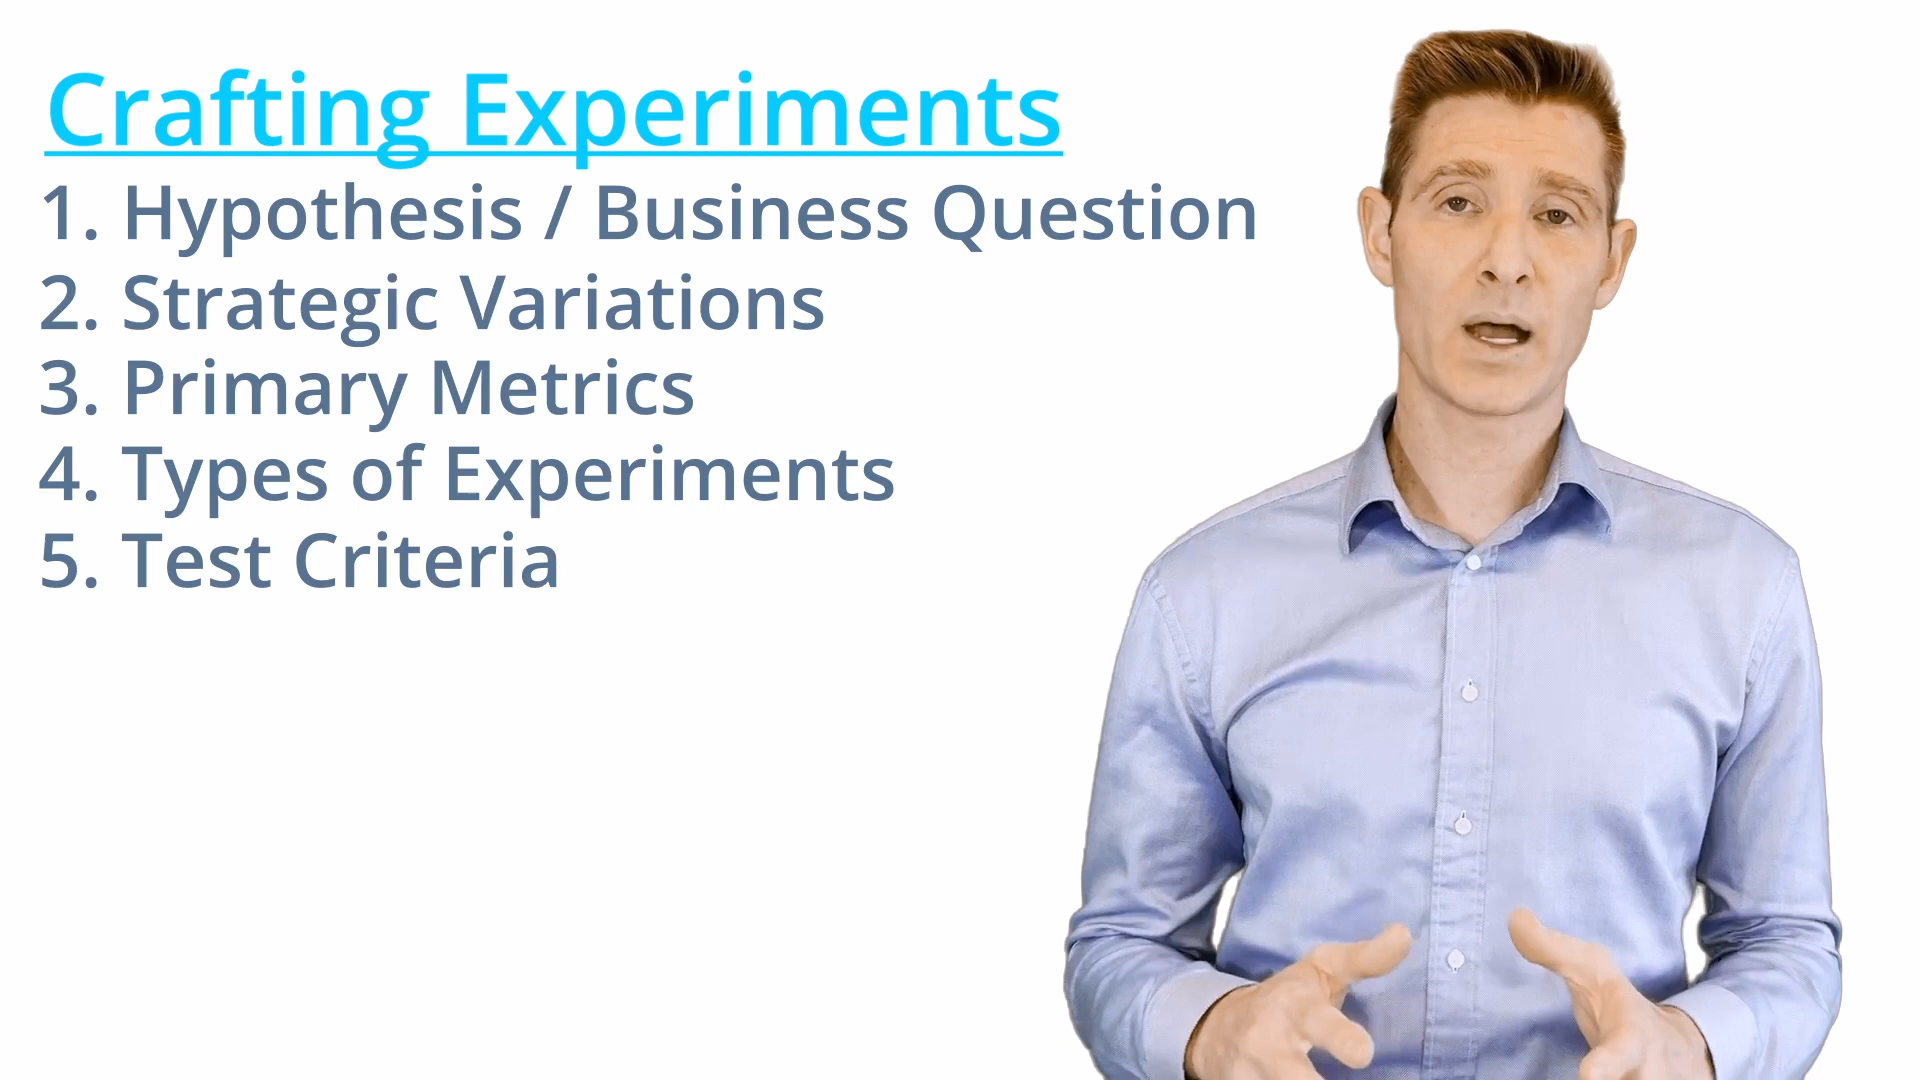 Crafting Experiments
1. Hypothesis / Business Question
2. Strategic Variations
3. Primary Metrics
4. Types of Experiments
5. Test Criteria